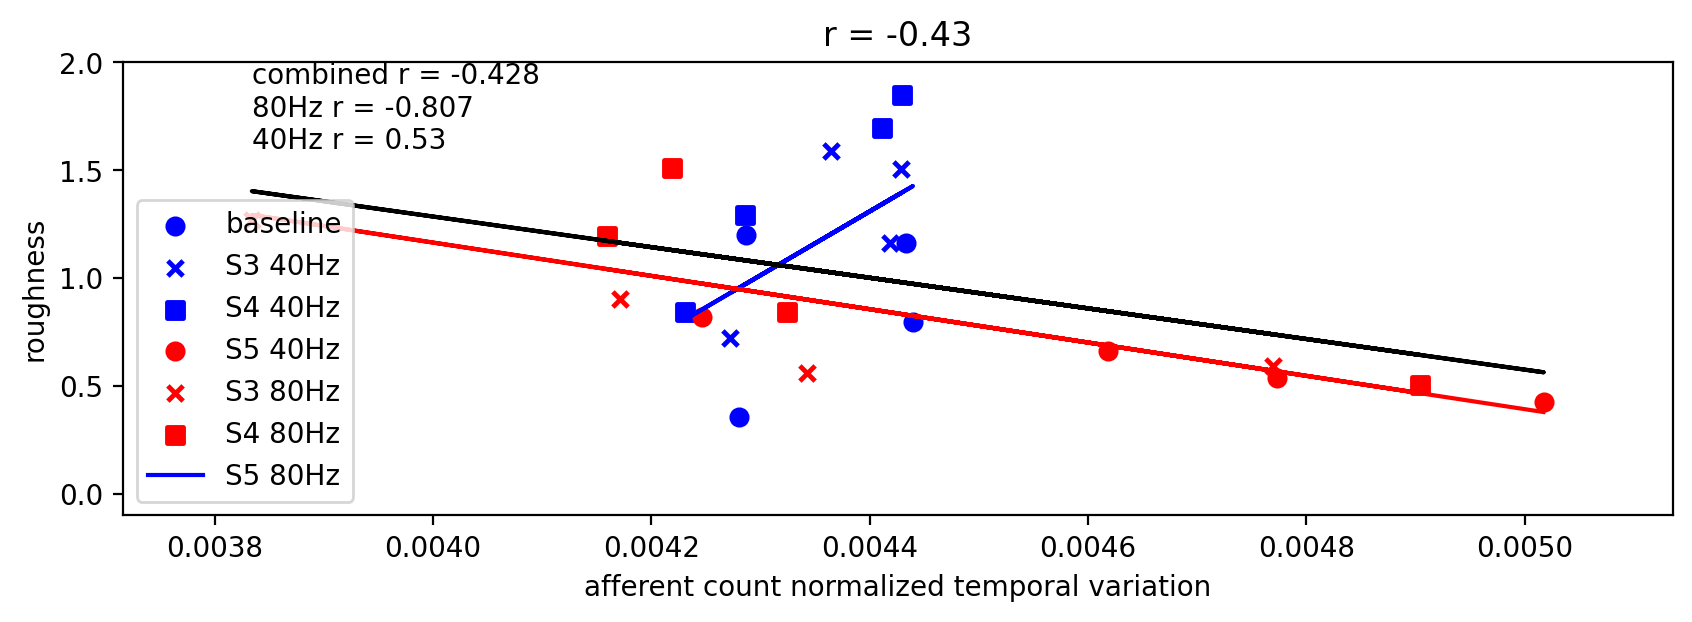 r = -0.43
combined r = -0.428
80Hz r = -0.807
40Hz r = 0.53
roughness
2.0
1.5
1.0
0.5
0.0
baseline
S3 40Hz
S4 40Hz
S5 40Hz
S3 80Hz
S4 80Hz
S5 80Hz
0.0038 0.0040 0.0042 0.0044 0.0046 0.0048 0.0050
afferent count normalized temporal variation